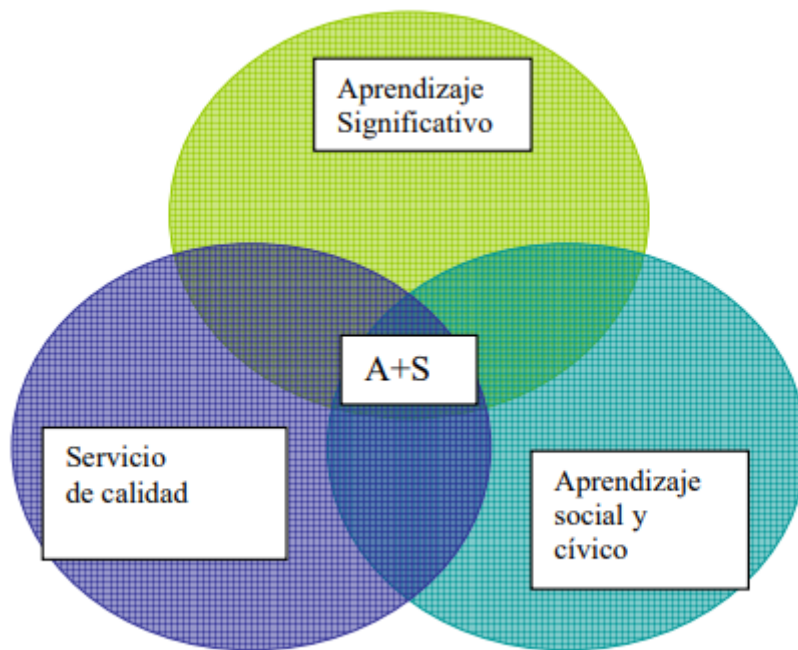 Aprendizaje
Significativo
A+S
Servicio
de calidad
Aprendizaje
social y
cívico